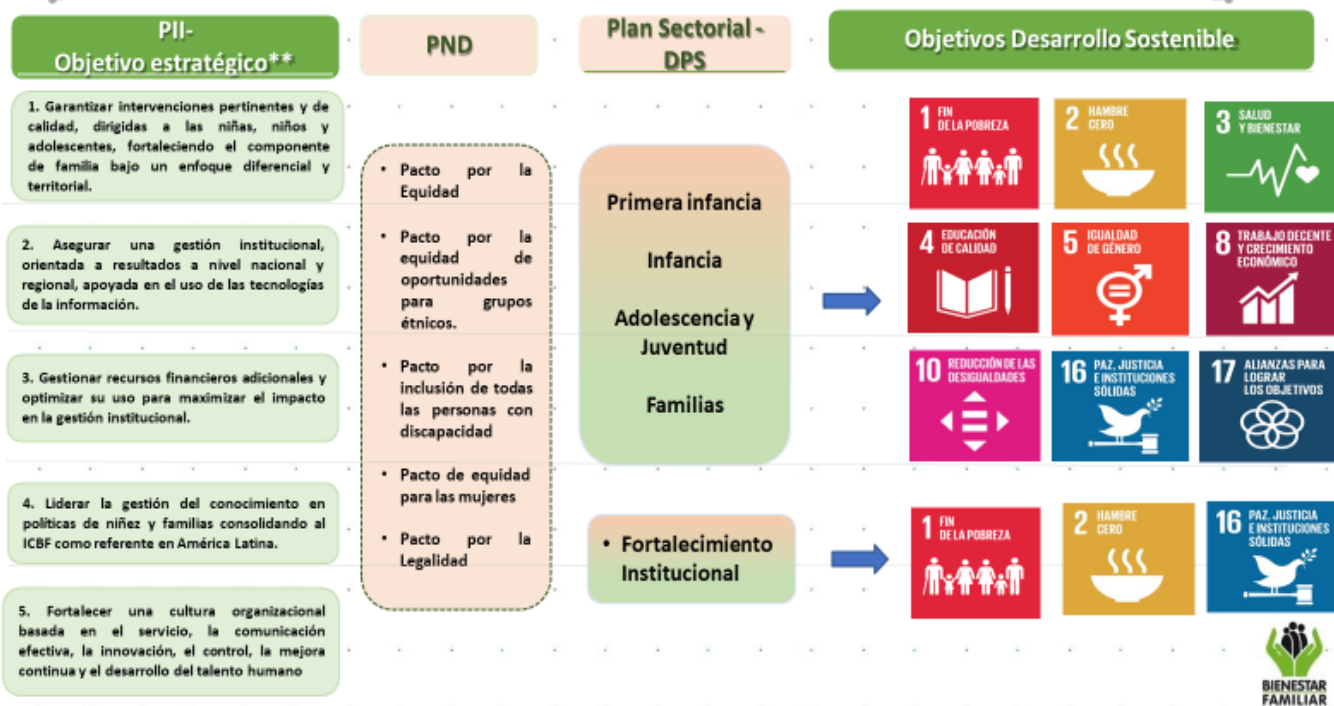 PII-
Objetivo estratégico**
PND
Plan Sectorial -
DPS
Objetivos Desarrollo Sostenible
1. Garantizar intervenciones pertinentes y de
calidad, dirigidas a las niñas, niños y
adolescentes, fortaleciendo el componente
de familia bajo un enfoque diferencial y
territorial.
2. Asegurar una gestión institucional,
orientada a resultados a nivel nacional y
regional, apoyada en el uso de las tecnologías
de la información.
3. Gestionar recursos financieros adicionales y
optimizar su uso para maximizar el impacto
en la gestión institucional.
4. Liderar la gestión del conocimiento en
políticas de niñez y familias consolidando al
ICBF como referente en América Latina.
5. Fortalecer una cultura organizacional
basada en el servicio, la comunicación
efectiva, la innovación, el control, la mejora
continua y el desarrollo del talento humano
• Pacto por la
Equidad
• Pacto por la
equidad de
oportunidades
para grupos
étnicos.
• Pacto por la
inclusión de todas
las personas con
discapacidad
• Pacto de equidad
para las mujeres
• Pacto por la
Legalidad
Primera infancia
Infancia
Adolescencia y
Juventud
Familias
• Fortalecimiento
Institucional
1 FIN
DE LA POBREZA
2 HAMBRE
CERO
3 SALUD
Y BIENESTAR
4 EDUCACIÓN
DE CALIDAD
5 IGUALDAD
DE GÉNERO
8 TRABAJO DECENTE
Y CRECIMIENTO
ECONÓMICO
10 REDUCCIÓN DE LAS
DESIGUALDADES
16 PAZ, JUSTICIA
E INSTITUCIONES
SÓLIDAS
17 ALIANZAS PARA
LOGRAR
LOS OBJETIVOS
1 FIN
DE LA POBREZA
2 HAMBRE
CERO
16 PAZ, JUSTICIA
E INSTITUCIONES
SÓLIDAS
BIENESTAR
FAMILIAR